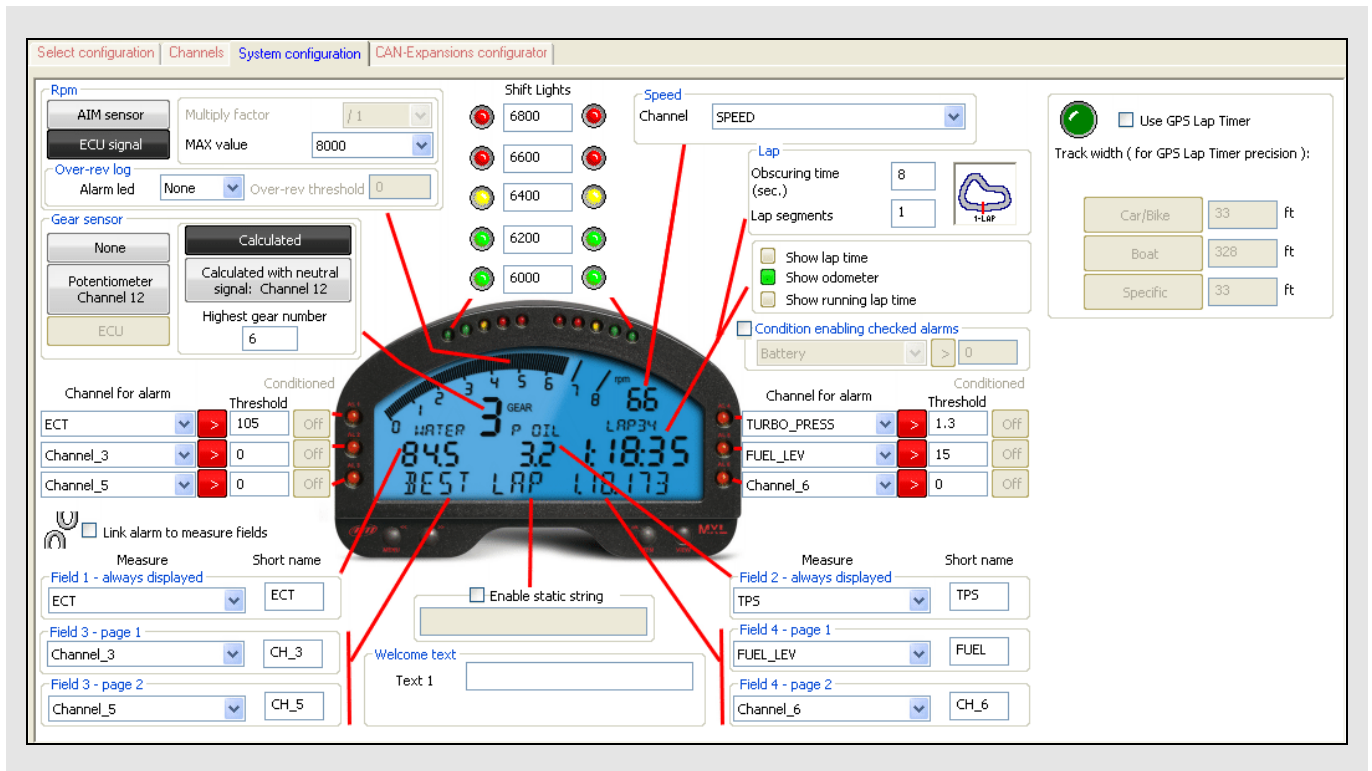 Select configuration
Channels
System configuration
CAN-Expansions configurator
Rpm
AIM sensor
ECU signal
Multiply factor
/ 1
MAX value
8000
Over-rev log
Alarm led
None
Over-rev threshold
0
Gear sensor
None
Potentiometer
Channel 12
ECU
Calculated
Calculated with neutral
signal: Channel 12
Highest gear number
6
Shift Lights
6800
6600
6400
6200
6000
Speed
Channel
SPEED
Lap
Obscuring time
(sec.)
8
Lap segments
1
1-LAP
Show lap time
Show odometer
Show running lap time
Condition enabling checked alarms
Battery
>
0
Use GPS Lap Timer
Track width ( for GPS Lap Timer precision ):
Car/Bike
33
ft
Boat
328
ft
Specific
33
ft
Channel for alarm
Threshold
Conditioned
ECT
>
105
Off
Channel_3
>
0
Off
Channel_5
>
0
Off
0 1 2 3 4 5 6 7 8
rpm
66
3
GEAR
WATER
P OIL
LAP34
84.5
3.2
1:18:35
BEST LAP 1.18.173
MXL
Channel for alarm
Threshold
Conditioned
TURBO_PRESS
>
1.3
Off
FUEL_LEV
>
15
Off
Channel_6
>
0
Off
Link alarm to measure fields
Measure
Short name
Field 1 - always displayed
ECT
ECT
Field 3 - page 1
Channel_3
CH_3
Field 3 - page 2
Channel_5
CH_5
Enable static string
Welcome text
Text 1
Measure
Short name
Field 2 - always displayed
TPS
TPS
Field 4 - page 1
FUEL_LEV
FUEL
Field 4 - page 2
Channel_6
CH_6